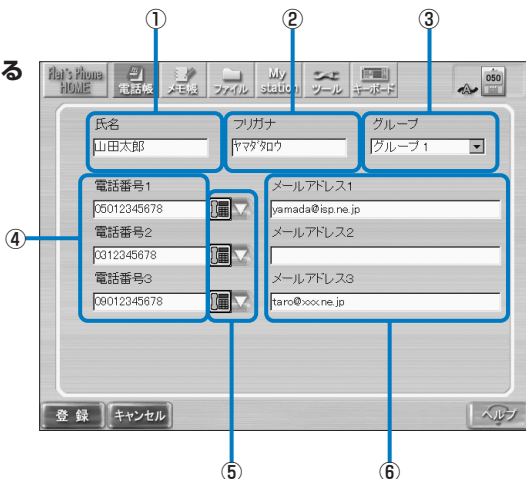 ① ② ③
る
Flet's Phone HOME 電話帳 メモ帳 ファイル My station ツール キーボード 050
氏名 フリガナ グループ
山田太郎 ヤマダタロウ グループ 1
電話番号1 メールアドレス1
05012345678 yamada@isp.ne.jp
④ 電話番号2 メールアドレス2
0312345678
電話番号3 メールアドレス3
09012345678 taro@xxx.ne.jp
登 録 キャンセル ヘルプ
⑤ ⑥